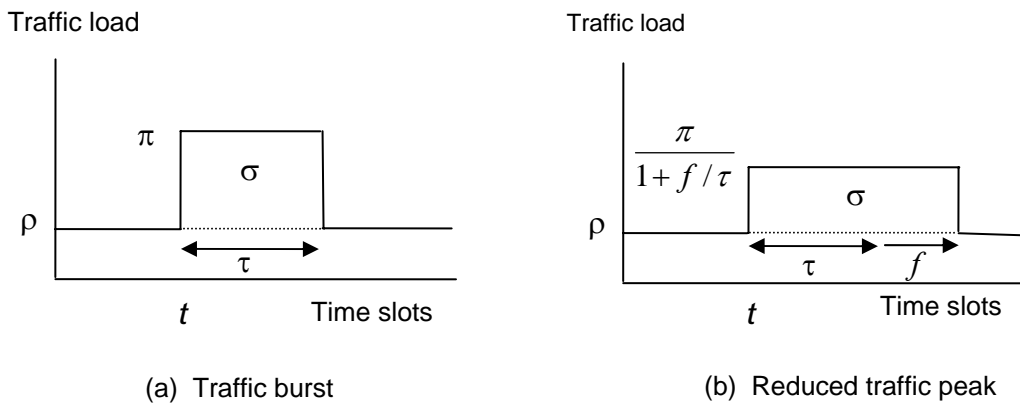 Traffic load
π
σ
ρ
τ
t Time slots
(a) Traffic burst
Traffic load
π
1 + f / τ
σ
ρ
τ f
t Time slots
(b) Reduced traffic peak